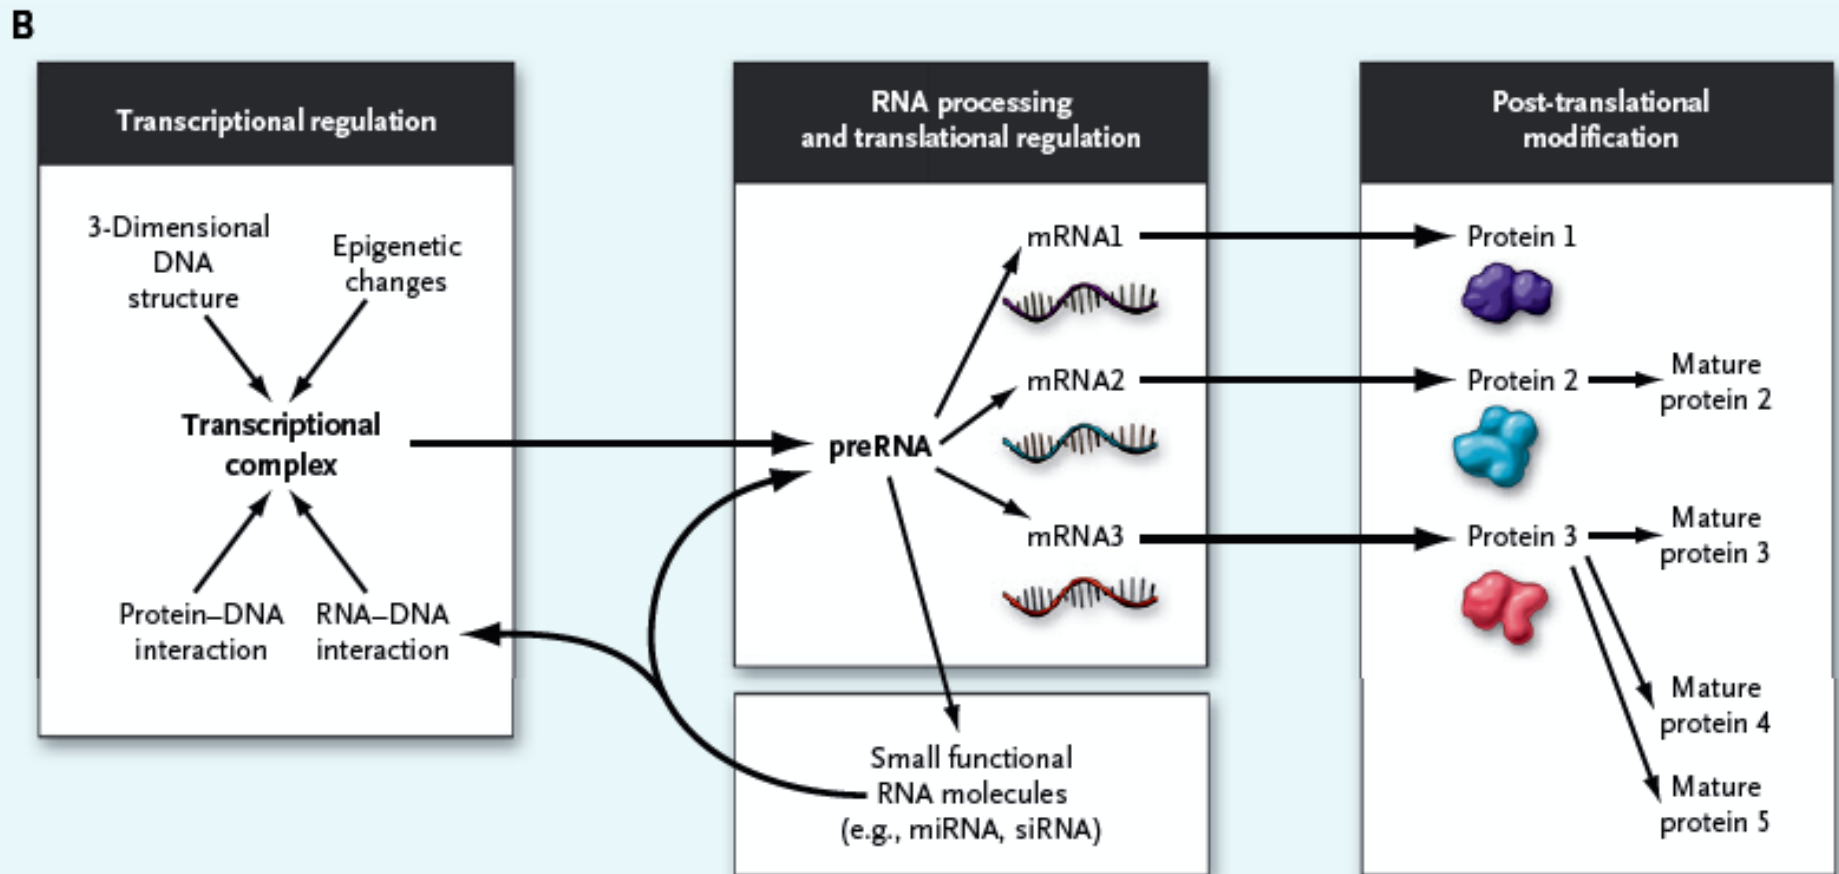 B
Transcriptional regulation
3-Dimensional
DNA
structure
Epigenetic
changes
Transcriptional
complex
Protein–DNA
interaction
RNA–DNA
interaction
RNA processing
and translational regulation
preRNA
mRNA1
mRNA2
mRNA3
Small functional
RNA molecules
(e.g., miRNA, siRNA)
Post-translational
modification
Protein 1
Protein 2
Mature
protein 2
Protein 3
Mature
protein 3
Mature
protein 4
Mature
protein 5